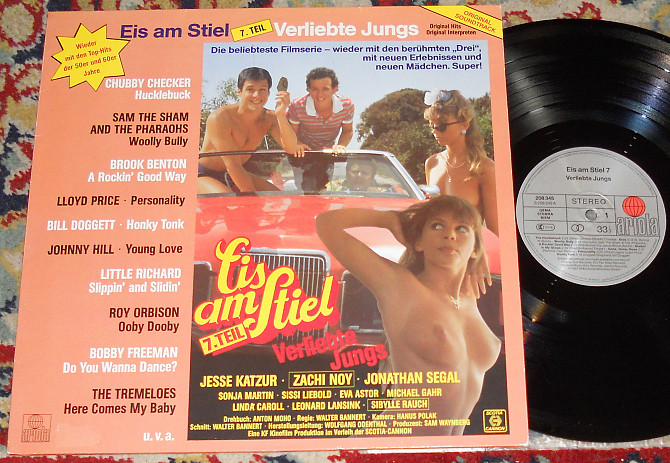 Eis am Stiel 7. TEIL Verliebte Jungs
Original Hits
Original Interpreten
ORIGINAL
SOUNDTRACK
Wieder
mit den Top-Hits
der 50er und 60er
Jahre
Die beliebteste Filmserie – wieder mit den berühmten „Drei",
mit neuen Erlebnissen und
neuen Mädchen. Super!
CHUBBY CHECKER
Hucklebuck
SAM THE SHAM
AND THE PHARAOHS
Woolly Bully
BROOK BENTON
A Rockin' Good Way
LLOYD PRICE · Personality
BILL DOGGETT · Honky Tonk
JOHNNY HILL · Young Love
LITTLE RICHARD
Slippin' and Slidin'
ROY ORBISON
Ooby Dooby
BOBBY FREEMAN
Do You Wanna Dance?
THE TREMELOES
Here Comes My Baby
u. v. a.
ariola
Eis
am
Stiel
7. TEIL
Verliebte
Jungs
JESSE KATZUR · ZACHI NOY · JONATHAN SEGAL
SONJA MARTIN · SISSI LIEBOLD · EVA ASTOR · MICHAEL GAHR
LINDA CAROLL · LEONARD LANSINK · SIBYLLE RAUCH
Drehbuch: ANTON MOHO · Regie: WALTER BANNERT · Kamera: HANUS POLAK
Schnitt: WALTER BANNERT · Herstellungsleitung: WOLFGANG ODENTHAL · Produzent: SAM WAYNBERG
Eine KF Kinofilm Produktion im Verleih der SCOTIA-CANNON
SCOTIA
CANNON
Eis am Stiel 7
Verliebte Jungs
208 345
STEREO
GEMA
STEMRA
BIEM
1
33
ariola